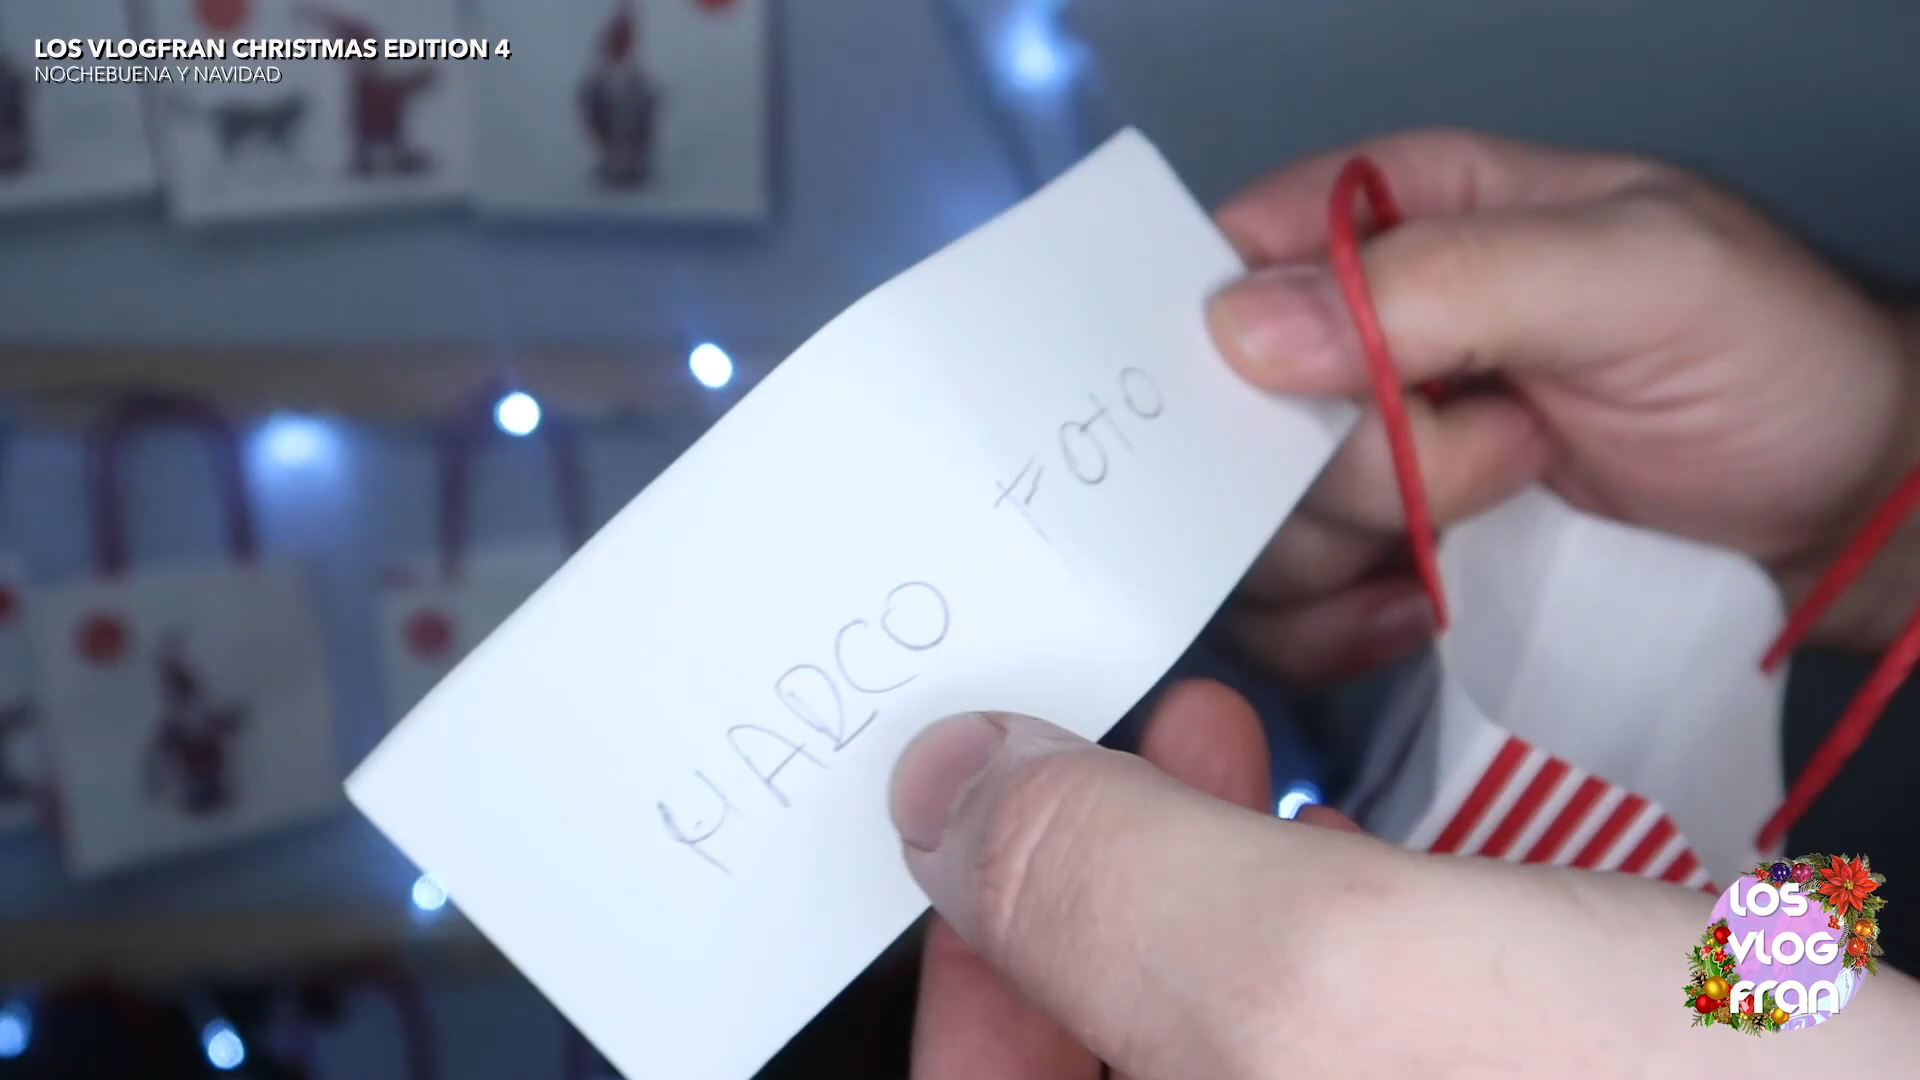 LOS VLOGFRAN CHRISTMAS EDITION 4
NOCHEBUENA Y NAVIDAD
MARCO FOTO
LOS
VLOG
fran